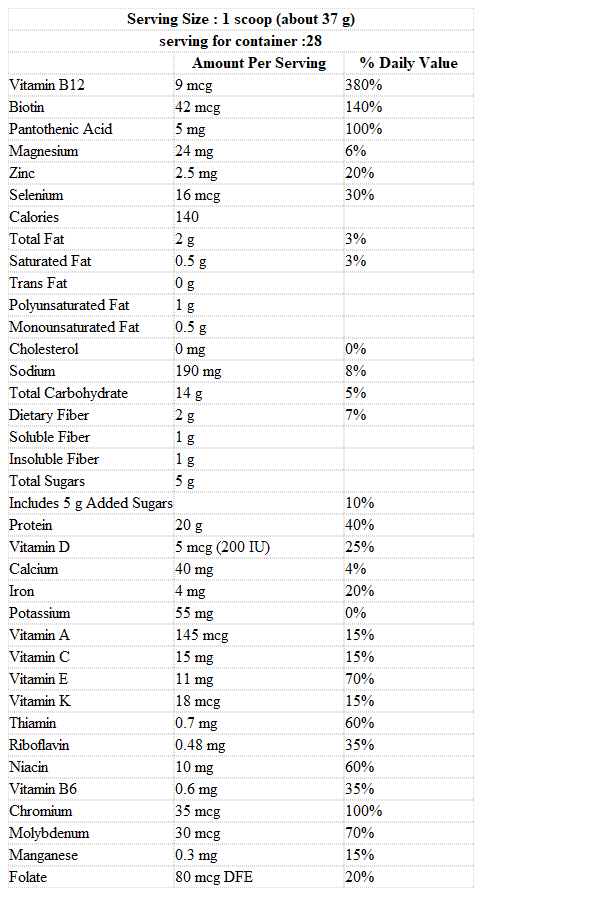 Serving Size : 1 scoop (about 37 g)
serving for container :28
Amount Per Serving % Daily Value
Vitamin B12 9 mcg 380%
Biotin 42 mcg 140%
Pantothenic Acid 5 mg 100%
Magnesium 24 mg 6%
Zinc 2.5 mg 20%
Selenium 16 mcg 30%
Calories 140
Total Fat 2 g 3%
Saturated Fat 0.5 g 3%
Trans Fat 0 g
Polyunsaturated Fat 1 g
Monounsaturated Fat 0.5 g
Cholesterol 0 mg 0%
Sodium 190 mg 8%
Total Carbohydrate 14 g 5%
Dietary Fiber 2 g 7%
Soluble Fiber 1 g
Insoluble Fiber 1 g
Total Sugars 5 g
Includes 5 g Added Sugars 10%
Protein 20 g 40%
Vitamin D 5 mcg (200 IU) 25%
Calcium 40 mg 4%
Iron 4 mg 20%
Potassium 55 mg 0%
Vitamin A 145 mcg 15%
Vitamin C 15 mg 15%
Vitamin E 11 mg 70%
Vitamin K 18 mcg 15%
Thiamin 0.7 mg 60%
Riboflavin 0.48 mg 35%
Niacin 10 mg 60%
Vitamin B6 0.6 mg 35%
Chromium 35 mcg 100%
Molybdenum 30 mcg 70%
Manganese 0.3 mg 15%
Folate 80 mcg DFE 20%